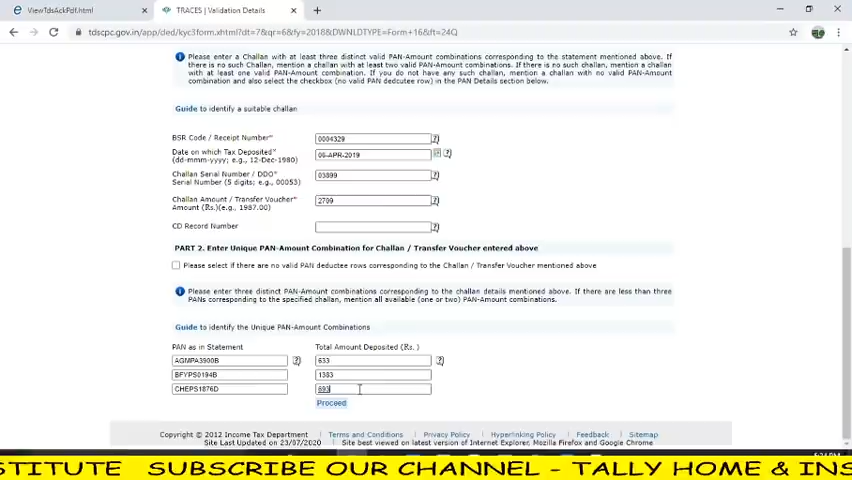 ViewTdsAckPdf.html
TRACES | Validation Details
tdscpc.gov.in/app/ded/kyc3form.xhtml?dt=7&qr=6&fy=2018&DWNLDTYPE=Form+16&ft=24Q
Please enter a Challan with at least three distinct valid PAN-Amount combinations corresponding to the statement mentioned above. If
there is no such Challan, mention a challan with at least two valid PAN-Amount combinations. If there is no such challan, mention a
challan with at least one valid PAN-Amount combination. If you do not have any such challan, mention a challan with no valid PAN
combination and also select the checkbox (no valid PAN deductee row) in the PAN Details section below.
Guide to identify a suitable challan
BSR Code / Receipt Number*
0004329
Date on which Tax Deposited*
(dd-mmm-yyyy; e.g., 12-Dec-1980)
06-APR-2019
Challan Serial Number / DDO*
Serial Number (5 digits; e.g., 00053)
03899
Challan Amount / Transfer Voucher*
Amount (Rs.)(e.g., 1987.00)
2709
CD Record Number
PART 2. Enter Unique PAN-Amount Combination for Challan / Transfer Voucher entered above
Please select if there are no valid PAN deductee rows corresponding to the Challan / Transfer Voucher mentioned above
Please enter three distinct PAN-Amount combinations corresponding to the challan details mentioned above. If there are less than three
PANs corresponding to the specified challan, mention all available (one or two) PAN-Amount combinations.
Guide to identify the Unique PAN-Amount Combinations
PAN as in Statement Total Amount Deposited (Rs. )
AGMPA3900B 633
BFYPS0194B 1383
CHEPS1876D 693
Proceed
Copyright © 2012 Income Tax Department Terms and Conditions Privacy Policy Hyperlinking Policy Feedback Sitemap
Site Last Updated on 23/07/2020 Site best viewed on latest version of Internet Explorer, Mozilla Firefox and Google Chrome
STITUTE SUBSCRIBE OUR CHANNEL - TALLY HOME & INS